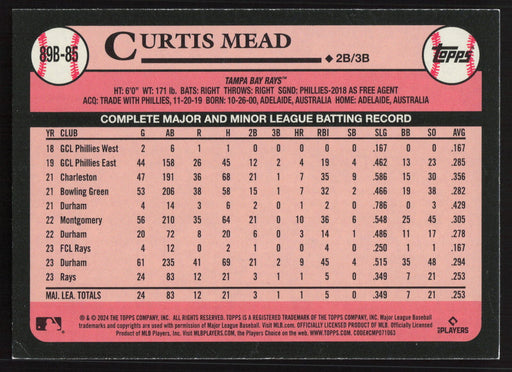 89B-85
CURTIS MEAD
2B/3B
topps
TAMPA BAY RAYS™
HT: 6'0" WT: 171 lb. BATS: RIGHT THROWS: RIGHT SGND: PHILLIES-2018 AS FREE AGENT
ACQ: TRADE WITH PHILLIES, 11-20-19 BORN: 10-26-00, ADELAIDE, AUSTRALIA HOME: ADELAIDE, AUSTRALIA
COMPLETE MAJOR AND MINOR LEAGUE BATTING RECORD
YR CLUB G AB R H 2B 3B HR RBI SB SLG BB SO AVG
18 GCL Phillies West 2 6 1 1 0 0 0 0 0 .167 0 0 .167
19 GCL Phillies East 44 158 26 45 12 2 4 19 4 .462 13 23 .285
21 Charleston 47 191 36 68 21 1 7 35 9 .586 15 30 .356
21 Bowling Green 53 206 38 58 15 1 7 32 2 .466 19 38 .282
21 Durham 4 14 3 6 2 0 1 2 0 .786 0 3 .429
22 Montgomery 56 210 35 64 21 0 10 36 6 .548 25 45 .305
22 Durham 20 72 8 20 6 0 3 14 1 .486 11 17 .278
23 FCL Rays 4 12 0 2 1 0 0 4 0 .250 1 1 .167
23 Durham 61 235 49 69 23 4 3 45 4 .515 35 48 .294
23 Rays 24 83 12 21 3 1 1 5 0 .349 7 21 .253
MAJ. LEA. TOTALS 24 83 12 21 3 1 1 5 0 .349 7 21 .253
® & © 2024 THE TOPPS COMPANY, INC. ALL RIGHTS RESERVED. TOPPS IS A REGISTERED TRADEMARK OF THE TOPPS COMPANY, INC. Major League Baseball
trademarks and copyrights are used with permission of Major League Baseball. Visit MLB.com. OFFICIALLY LICENSED PRODUCT OF MLB. Officially Licensed Product
of MLB Players, Inc. Visit MLBPLAYERS.com. WWW.TOPPS.COM. CODE#CMP071063
PLAYERS